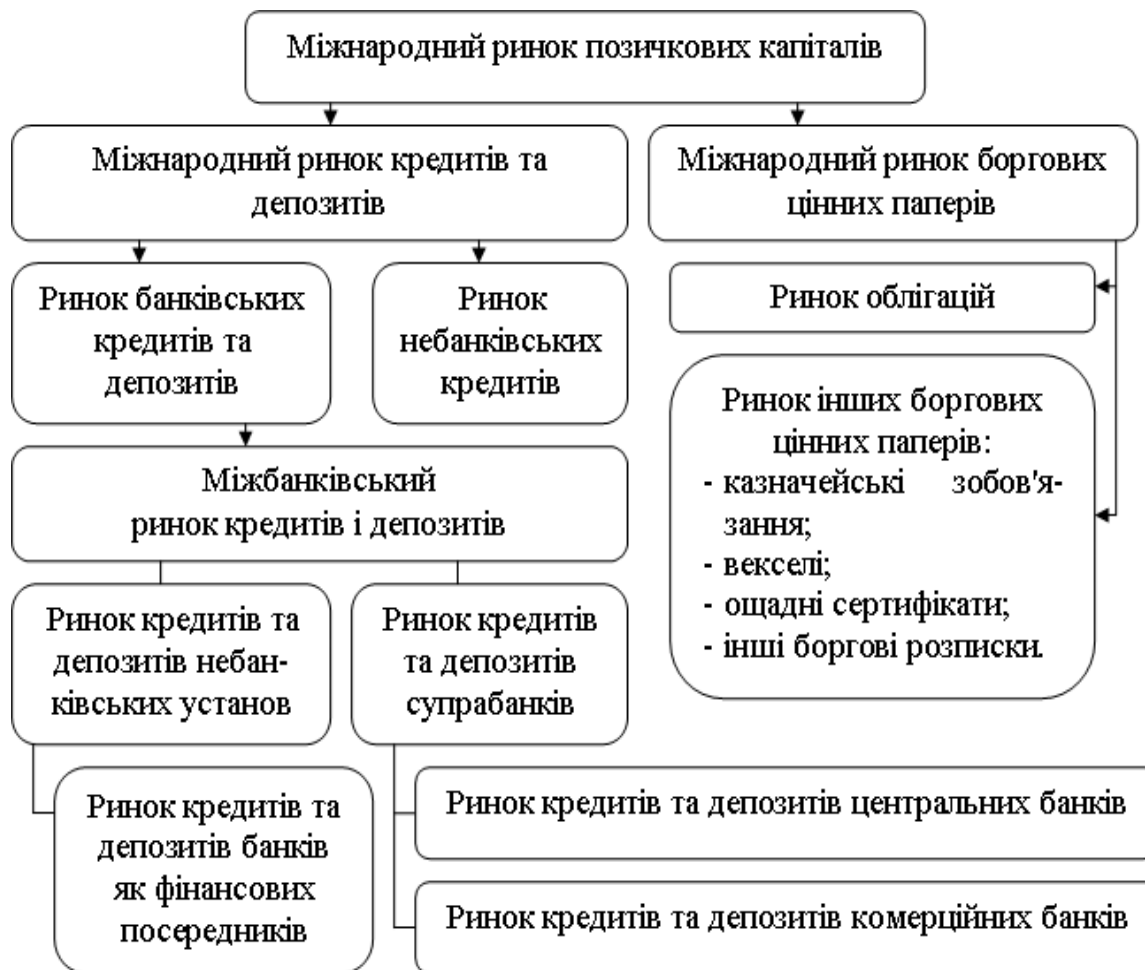 Міжнародний ринок позичкових капіталів
Міжнародний ринок кредитів та
депозитів
Міжнародний ринок боргових
цінних паперів
Ринок банківських
кредитів та
депозитів
Ринок
небанківських
кредитів
Ринок облігацій
Ринок інших боргових
цінних паперів:
- казначейські зобов'я-
зання;
- векселі;
- ощадні сертифікати;
- інші боргові розписки.
Міжбанківський
ринок кредитів і депозитів
Ринок кредитів та
депозитів небан-
ківських установ
Ринок кредитів
та депозитів
супрабанків
Ринок кредитів та
депозитів банків
як фінансових
посередників
Ринок кредитів та депозитів центральних банків
Ринок кредитів та депозитів комерційних банків